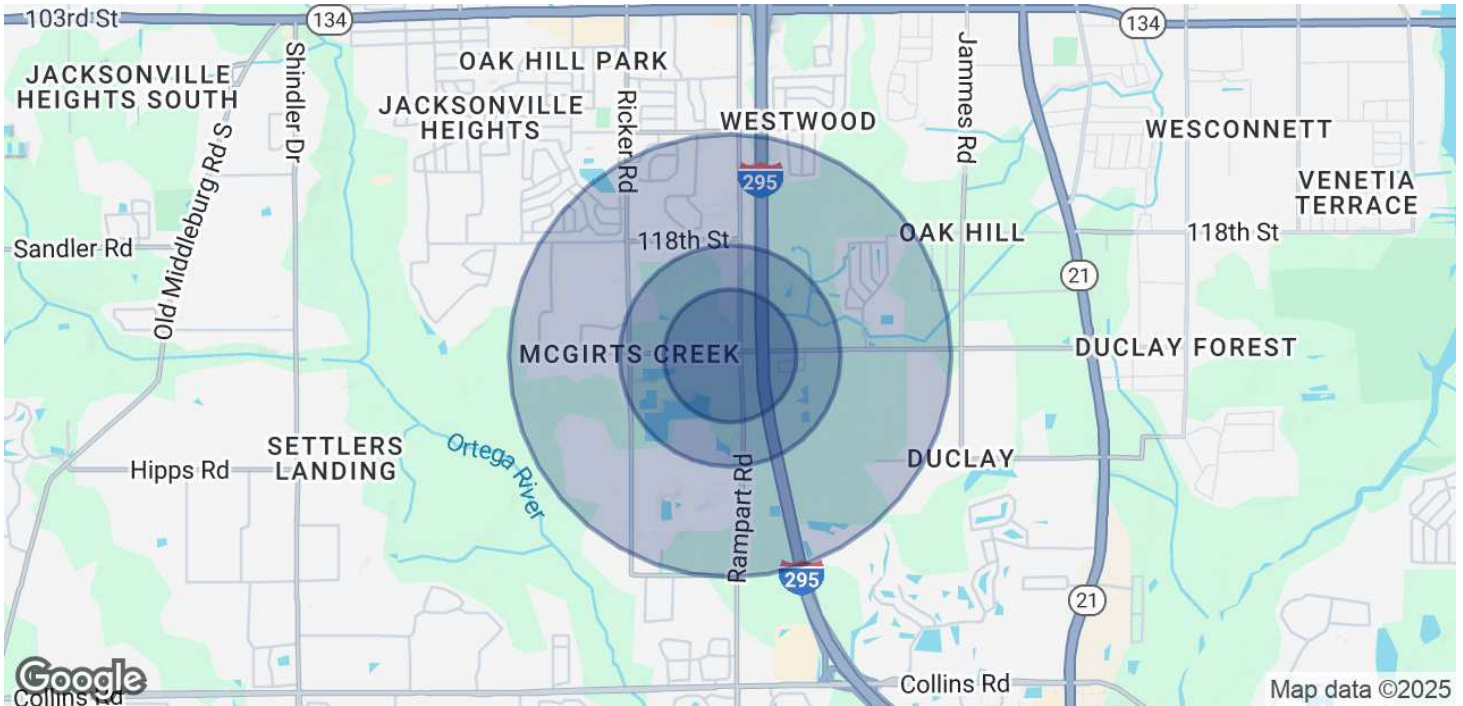 103rd St
134
134
OAK HILL PARK
JACKSONVILLE
HEIGHTS SOUTH
Shindler Dr
JACKSONVILLE
HEIGHTS
Ricker Rd
WESTWOOD
Jammes Rd
WESCONNETT
295
VENETIA
TERRACE
Old Middleburg Rd S
Sandler Rd
118th St
OAK HILL
118th St
21
MCGIRTS CREEK
DUCLAY FOREST
SETTLERS
LANDING
Hipps Rd
Ortega River
DUCLAY
Rampart Rd
295
21
Google
Collins Rd
Collins Rd
Map data ©2025